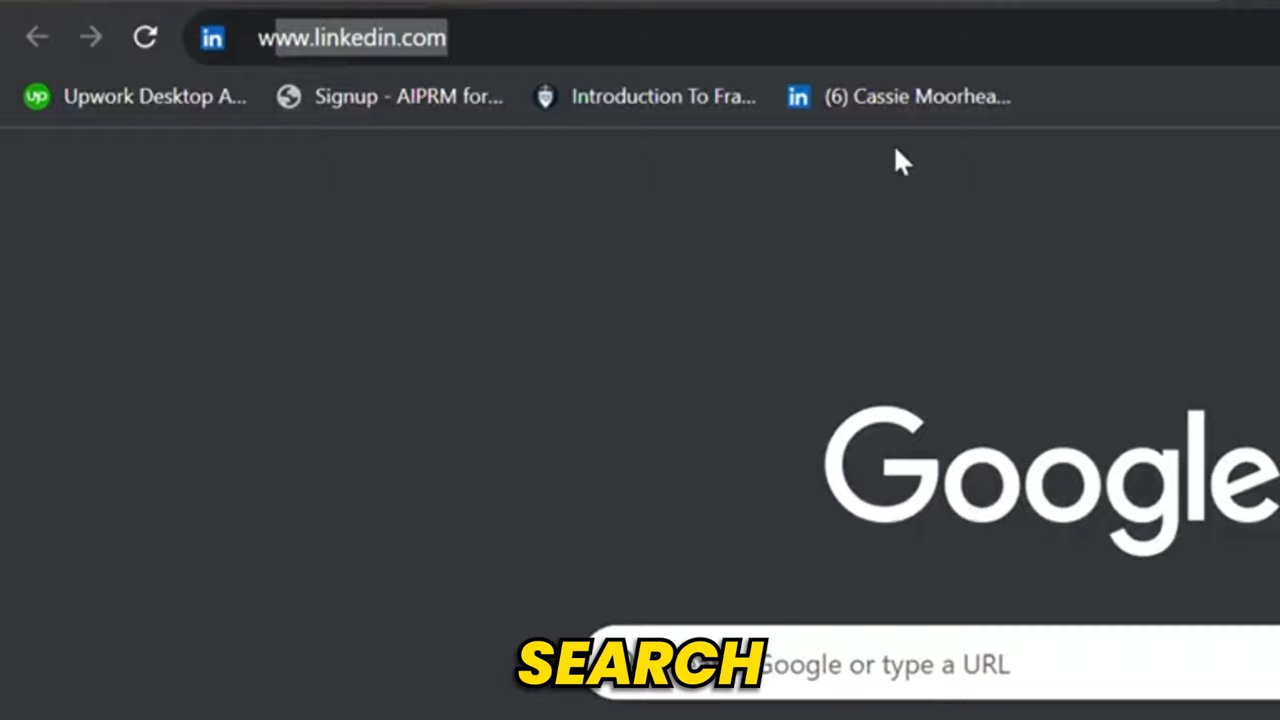 www.linkedin.com
Upwork Desktop A... Signup - AIPRM for... Introduction To Fra... (6) Cassie Moorhea...
Google
Google or type a URL
SEARCH